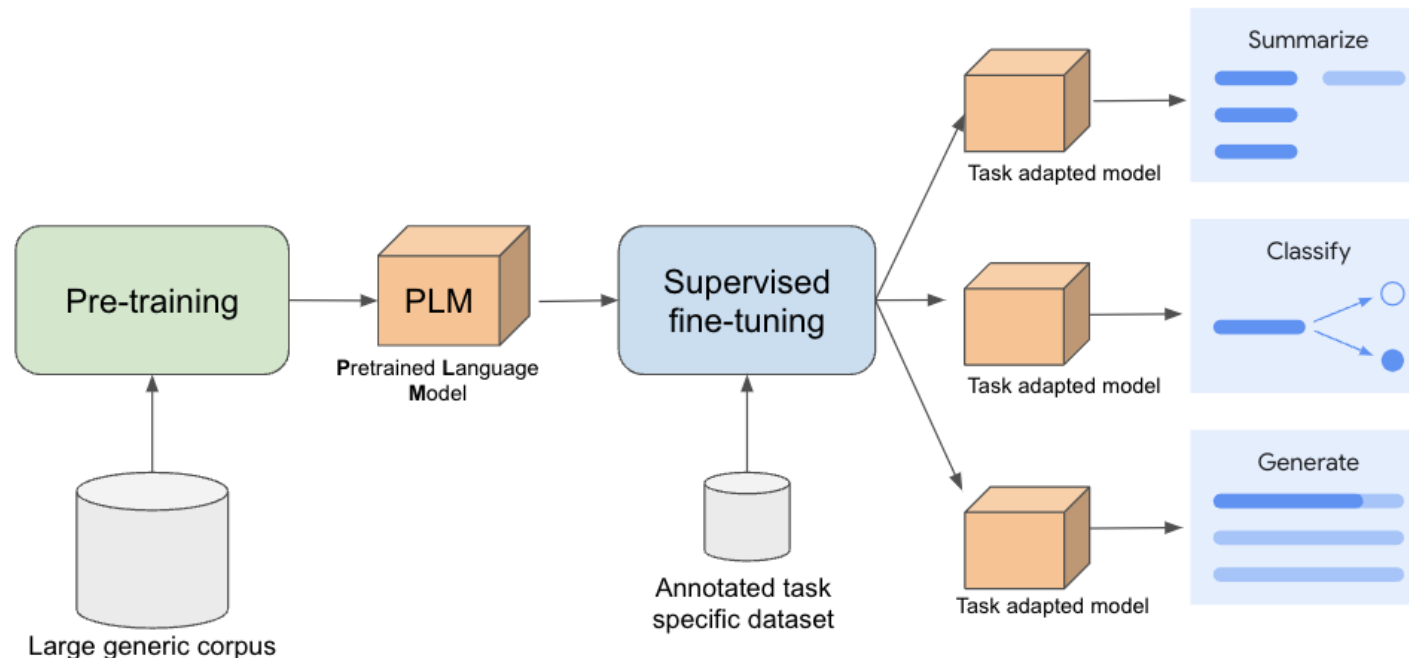 Pre-training
Large generic corpus
PLM
Pretrained Language
Model
Supervised
fine-tuning
Annotated task
specific dataset
Task adapted model
Summarize
Task adapted model
Classify
Task adapted model
Generate